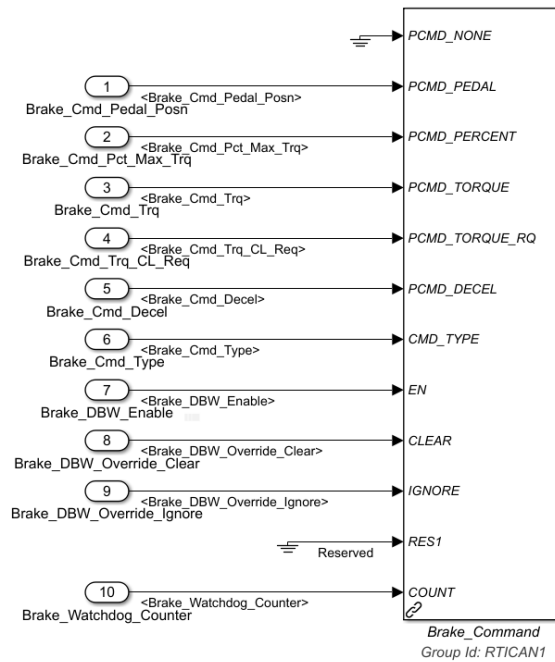 PCMD_NONE
1
<Brake_Cmd_Pedal_Posn>
PCMD_PEDAL
Brake_Cmd_Pedal_Posn
2
<Brake_Cmd_Pct_Max_Trq>
PCMD_PERCENT
Brake_Cmd_Pct_Max_Trq
3
<Brake_Cmd_Trq>
PCMD_TORQUE
Brake_Cmd_Trq
4
<Brake_Cmd_Trq_CL_Req>
PCMD_TORQUE_RQ
Brake_Cmd_Trq_CL_Req
5
<Brake_Cmd_Decel>
PCMD_DECEL
Brake_Cmd_Decel
6
<Brake_Cmd_Type>
CMD_TYPE
Brake_Cmd_Type
7
<Brake_DBW_Enable>
EN
Brake_DBW_Enable
8
<Brake_DBW_Override_Clear>
CLEAR
Brake_DBW_Override_Clear
9
<Brake_DBW_Override_Ignore>
IGNORE
Brake_DBW_Override_Ignore
Reserved
RES1
10
<Brake_Watchdog_Counter>
COUNT
Brake_Watchdog_Counter
Brake_Command
Group Id: RTICAN1